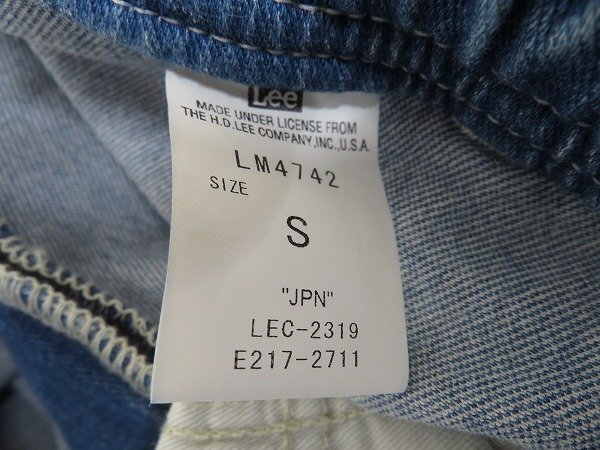 Lee
MADE UNDER LICENSE FROM
THE H.D.LEE COMPANY,INC.,U.S.A.
LM4742
SIZE
S
"JPN"
LEC-2319
E217-2711